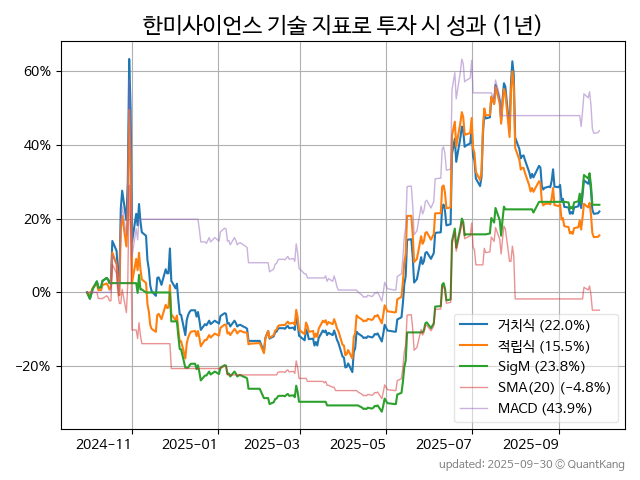 한미사이언스 기술 지표로 투자 시 성과 (1년)
60%
40%
20%
0%
−20%
거치식 (22.0%)
적립식 (15.5%)
SigM (23.8%)
SMA(20) (−4.8%)
MACD (43.9%)
2024-11 2025-01 2025-03 2025-05 2025-07 2025-09
updated: 2025-09-30 © QuantKang